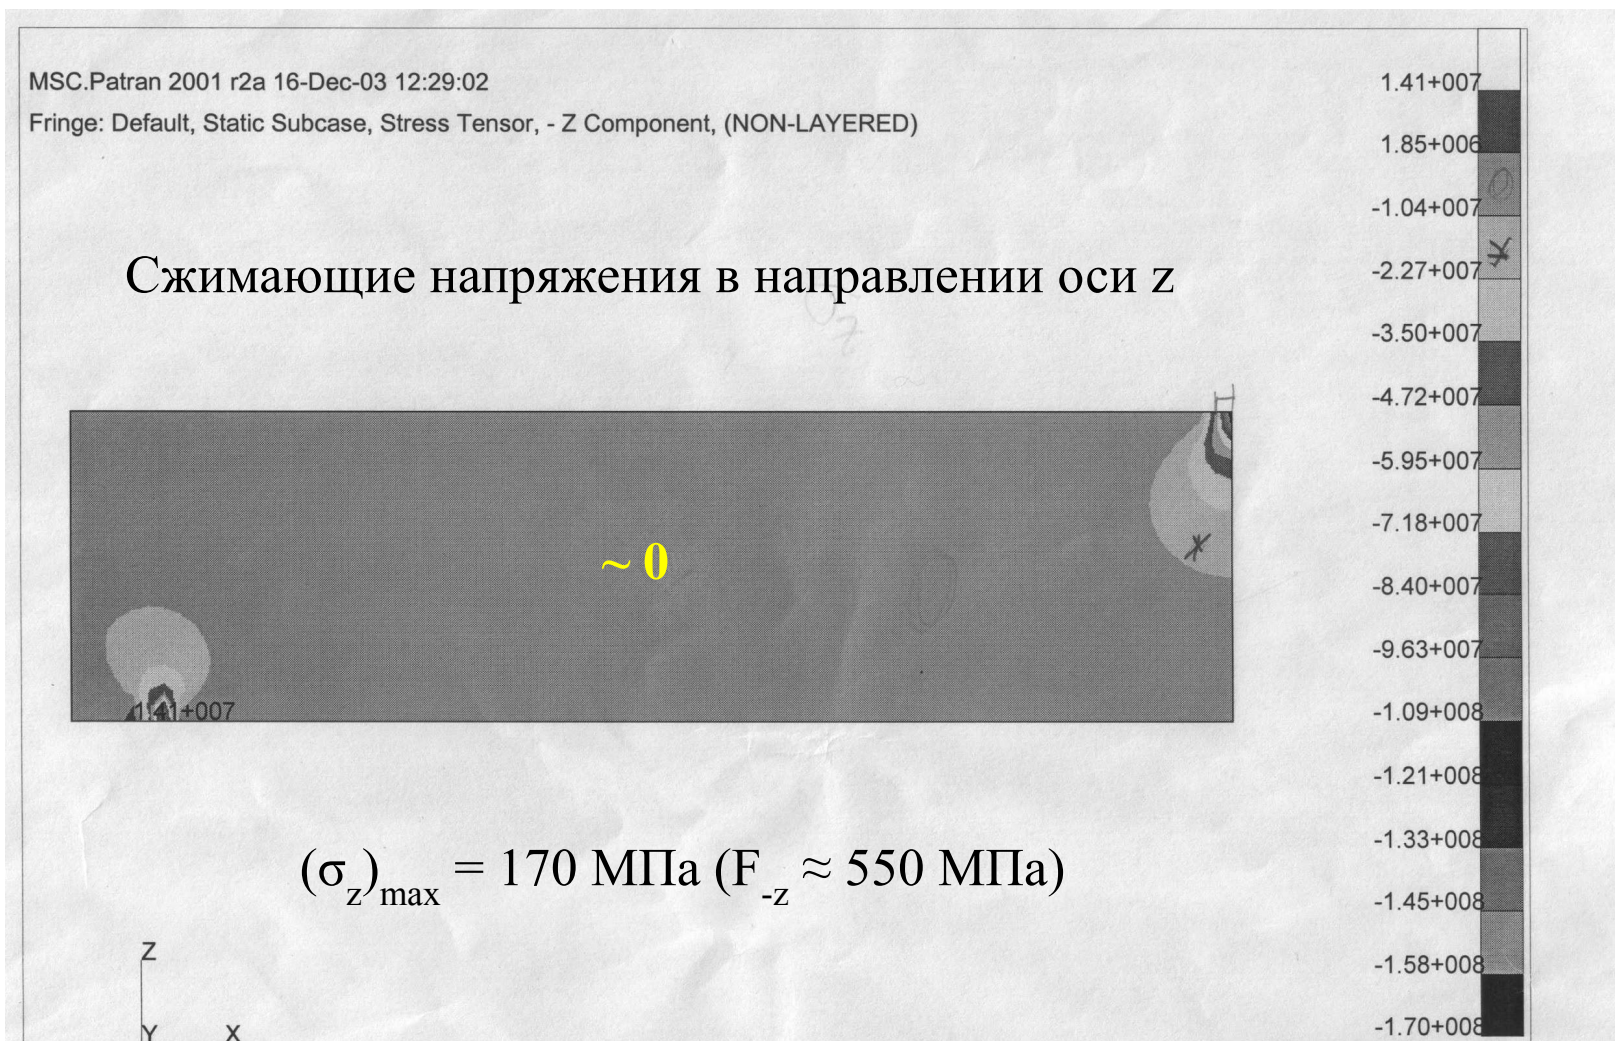 MSC.Patran 2001 r2a 16-Dec-03 12:29:02
Fringe: Default, Static Subcase, Stress Tensor, - Z Component, (NON-LAYERED)
1.41+007
1.85+006
0
-1.04+007
-2.27+007
-3.50+007
-4.72+007
-5.95+007
-7.18+007
-8.40+007
-9.63+007
-1.09+008
-1.21+008
-1.33+008
-1.45+008
-1.58+008
-1.70+008
Сжимающие напряжения в направлении оси z
σz
~ 0
0
1.41+007
(σz)max = 170 МПа (F-z ≈ 550 МПа)
Z
Y X